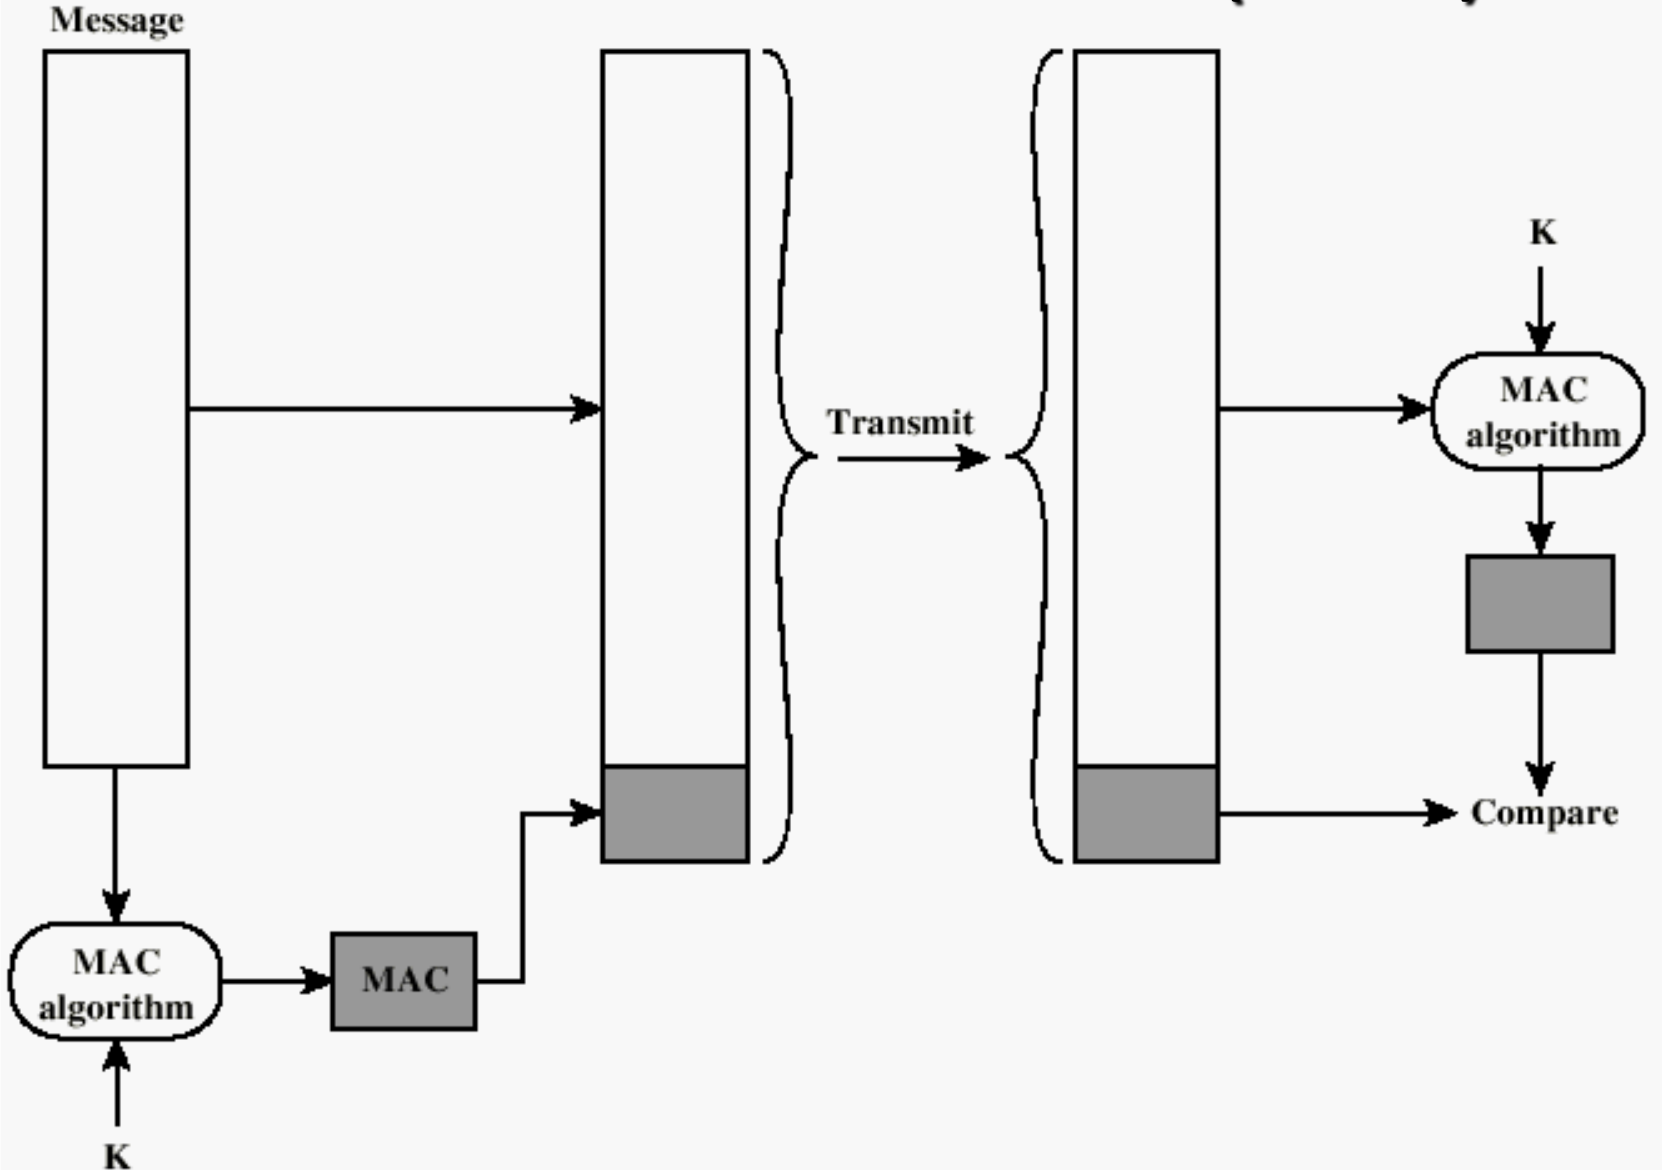 Message
K
Transmit
MAC
algorithm
Compare
MAC
algorithm
MAC
K